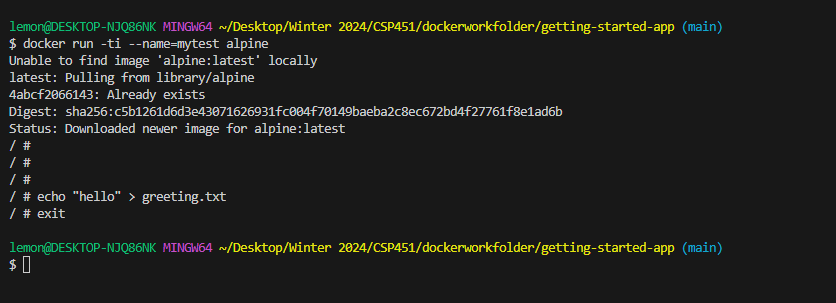 lemon@DESKTOP-NJQ86NK MINGW64 ~/Desktop/Winter 2024/CSP451/dockerworkfolder/getting-started-app (main)
$ docker run -ti --name=mytest alpine
Unable to find image 'alpine:latest' locally
latest: Pulling from library/alpine
4abcf2066143: Already exists
Digest: sha256:c5b1261d6d3e43071626931fc004f70149baeba2c8ec672bd4f27761f8e1ad6b
Status: Downloaded newer image for alpine:latest
/ #
/ #
/ #
/ # echo "hello" > greeting.txt
/ # exit
lemon@DESKTOP-NJQ86NK MINGW64 ~/Desktop/Winter 2024/CSP451/dockerworkfolder/getting-started-app (main)
$